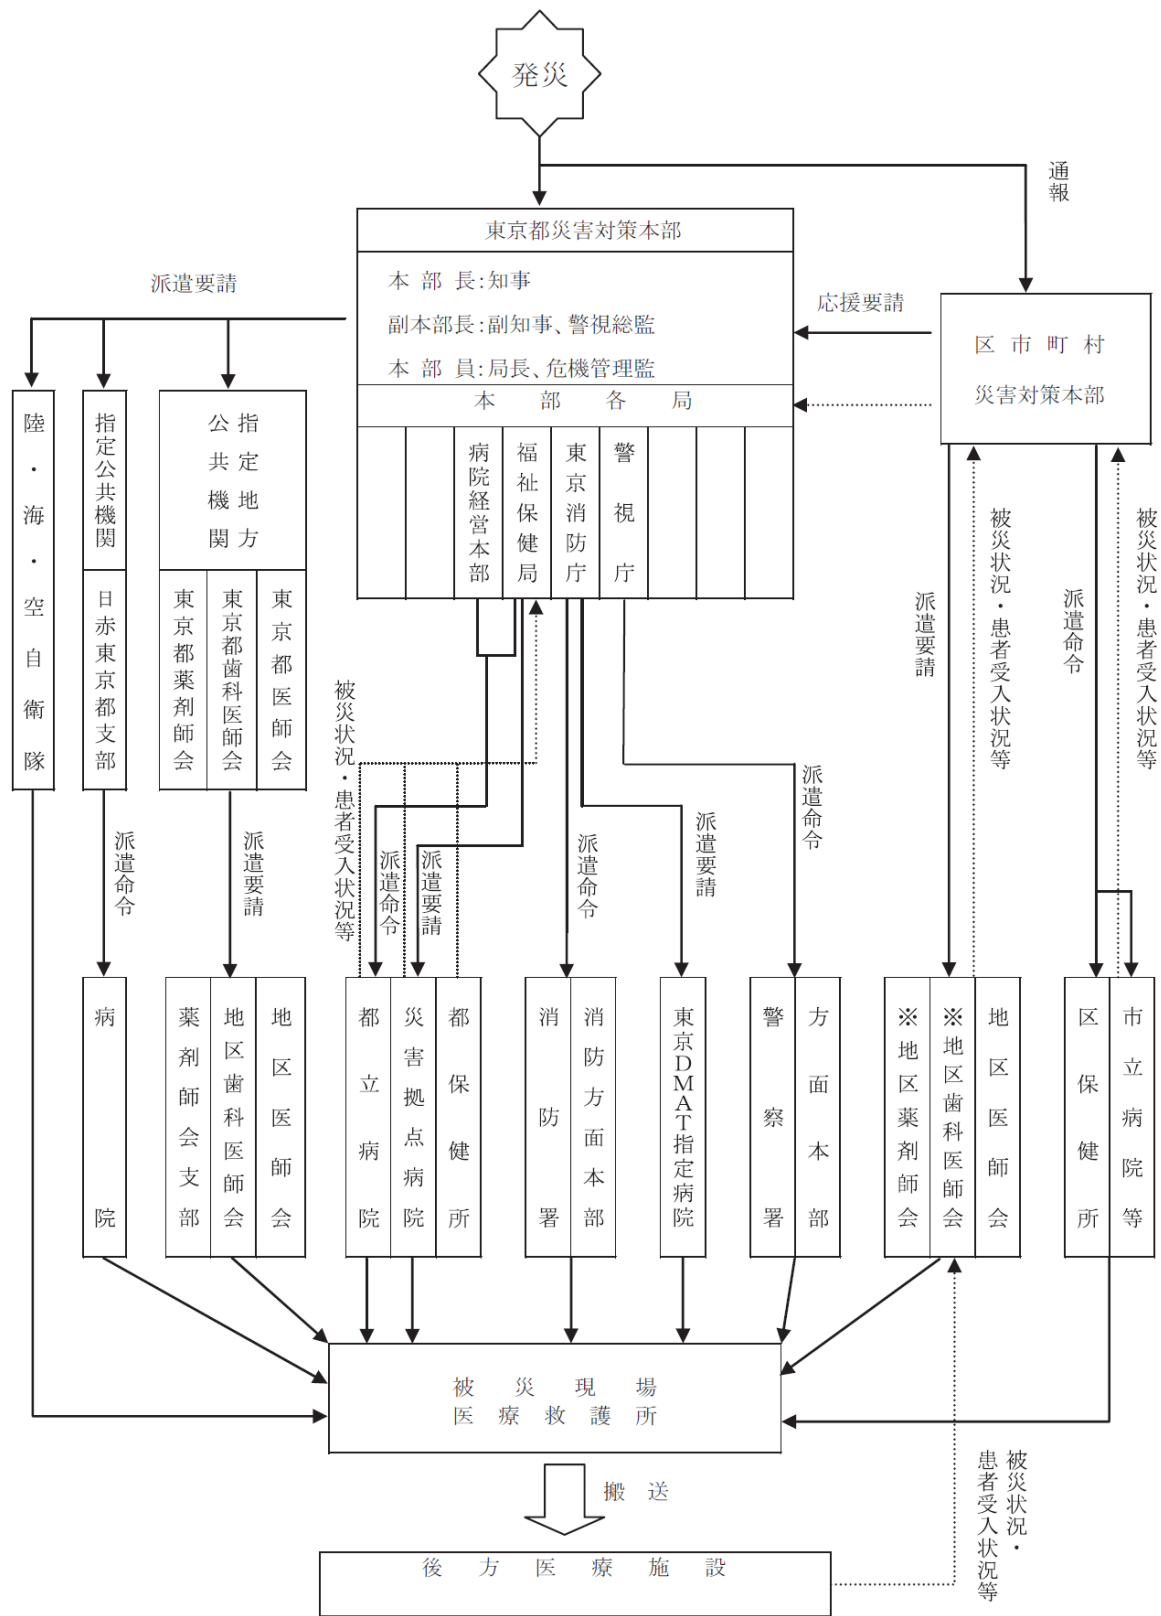 発災
通報
東京都災害対策本部
本部長:知事
副本部長:副知事、警視総監
本部員:局長、危機管理監
本部各局
病院経営本部
福祉保健局
東京消防庁
警視庁
派遣要請
応援要請
区市町村
災害対策本部
陸・海・空自衛隊
指定公共機関
日赤東京都支部
指定地方
公共機関
東京都薬剤師会
東京都歯科医師会
東京都医師会
被災状況・患者受入状況等
派遣要請
被災状況・患者受入状況等
派遣命令
被災状況・患者受入状況等
派遣命令
派遣要請
派遣命令
派遣要請
派遣命令
派遣要請
派遣命令
病院
薬剤師会支部
地区歯科医師会
地区医師会
都立病院
災害拠点病院
都保健所
消防署
消防方面本部
東京DMAT指定病院
警察署
方面本部
※地区薬剤師会
※地区歯科医師会
地区医師会
区保健所
市立病院等
被災現場
医療救護所
搬送
後方医療施設
被災状況・
患者受入状況等